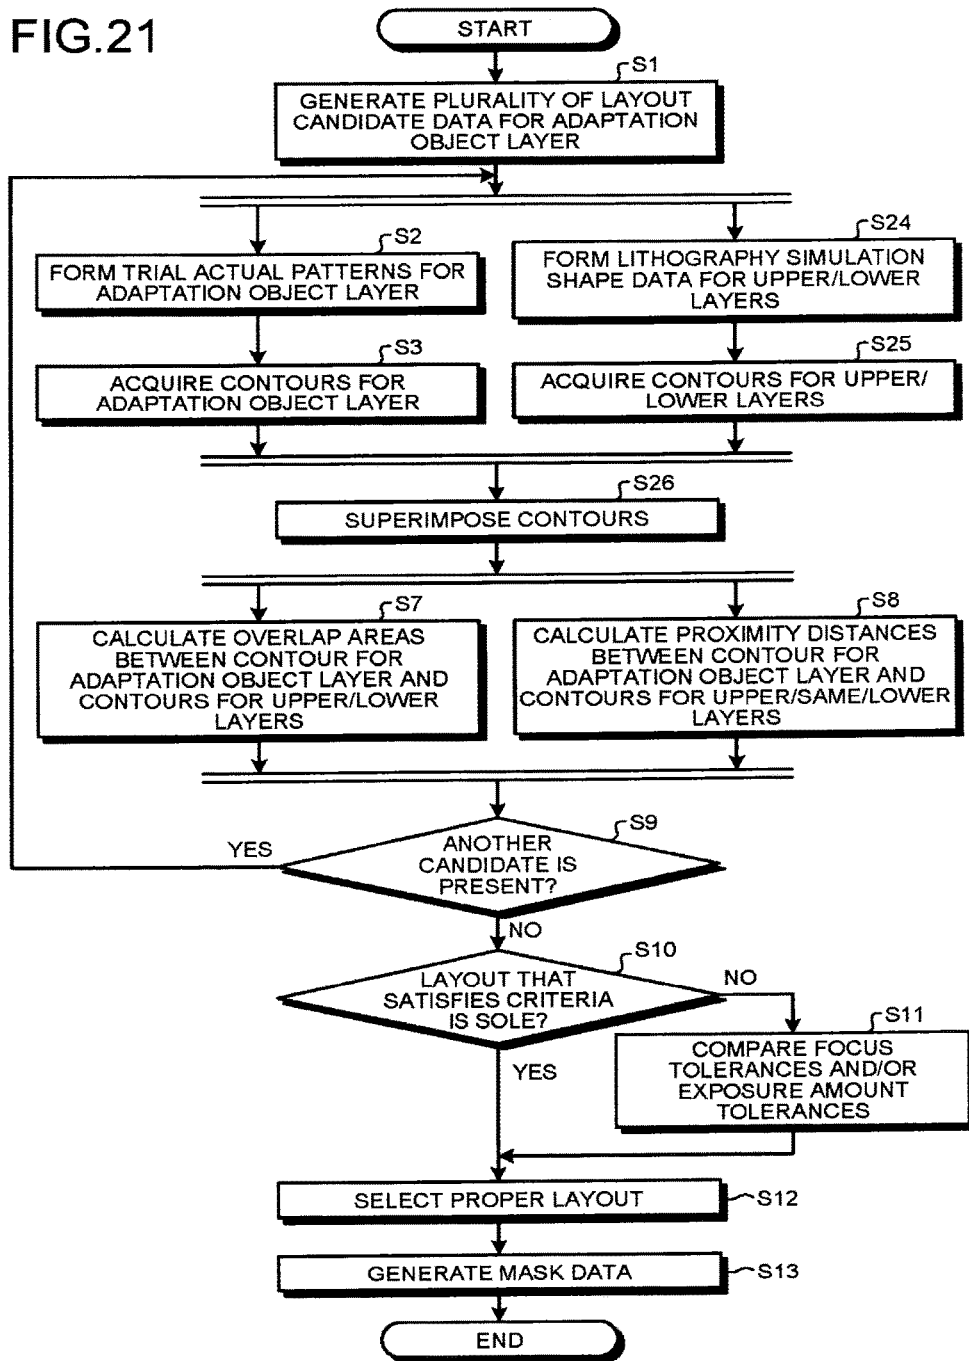 FIG.21
START
S1
GENERATE PLURALITY OF LAYOUT
CANDIDATE DATA FOR ADAPTATION
OBJECT LAYER
S2
FORM TRIAL ACTUAL PATTERNS FOR
ADAPTATION OBJECT LAYER
S24
FORM LITHOGRAPHY SIMULATION
SHAPE DATA FOR UPPER/LOWER
LAYERS
S3
ACQUIRE CONTOURS FOR
ADAPTATION OBJECT LAYER
S25
ACQUIRE CONTOURS FOR UPPER/
LOWER LAYERS
S26
SUPERIMPOSE CONTOURS
S7
CALCULATE OVERLAP AREAS
BETWEEN CONTOUR FOR
ADAPTATION OBJECT LAYER AND
CONTOURS FOR UPPER/LOWER
LAYERS
S8
CALCULATE PROXIMITY DISTANCES
BETWEEN CONTOUR FOR
ADAPTATION OBJECT LAYER AND
CONTOURS FOR UPPER/SAME/LOWER
LAYERS
S9
YES
ANOTHER
CANDIDATE IS
PRESENT?
NO
S10
LAYOUT THAT
SATISFIES CRITERIA
IS SOLE?
NO
YES
S11
COMPARE FOCUS
TOLERANCES AND/OR
EXPOSURE AMOUNT
TOLERANCES
SELECT PROPER LAYOUT
S12
GENERATE MASK DATA
S13
END